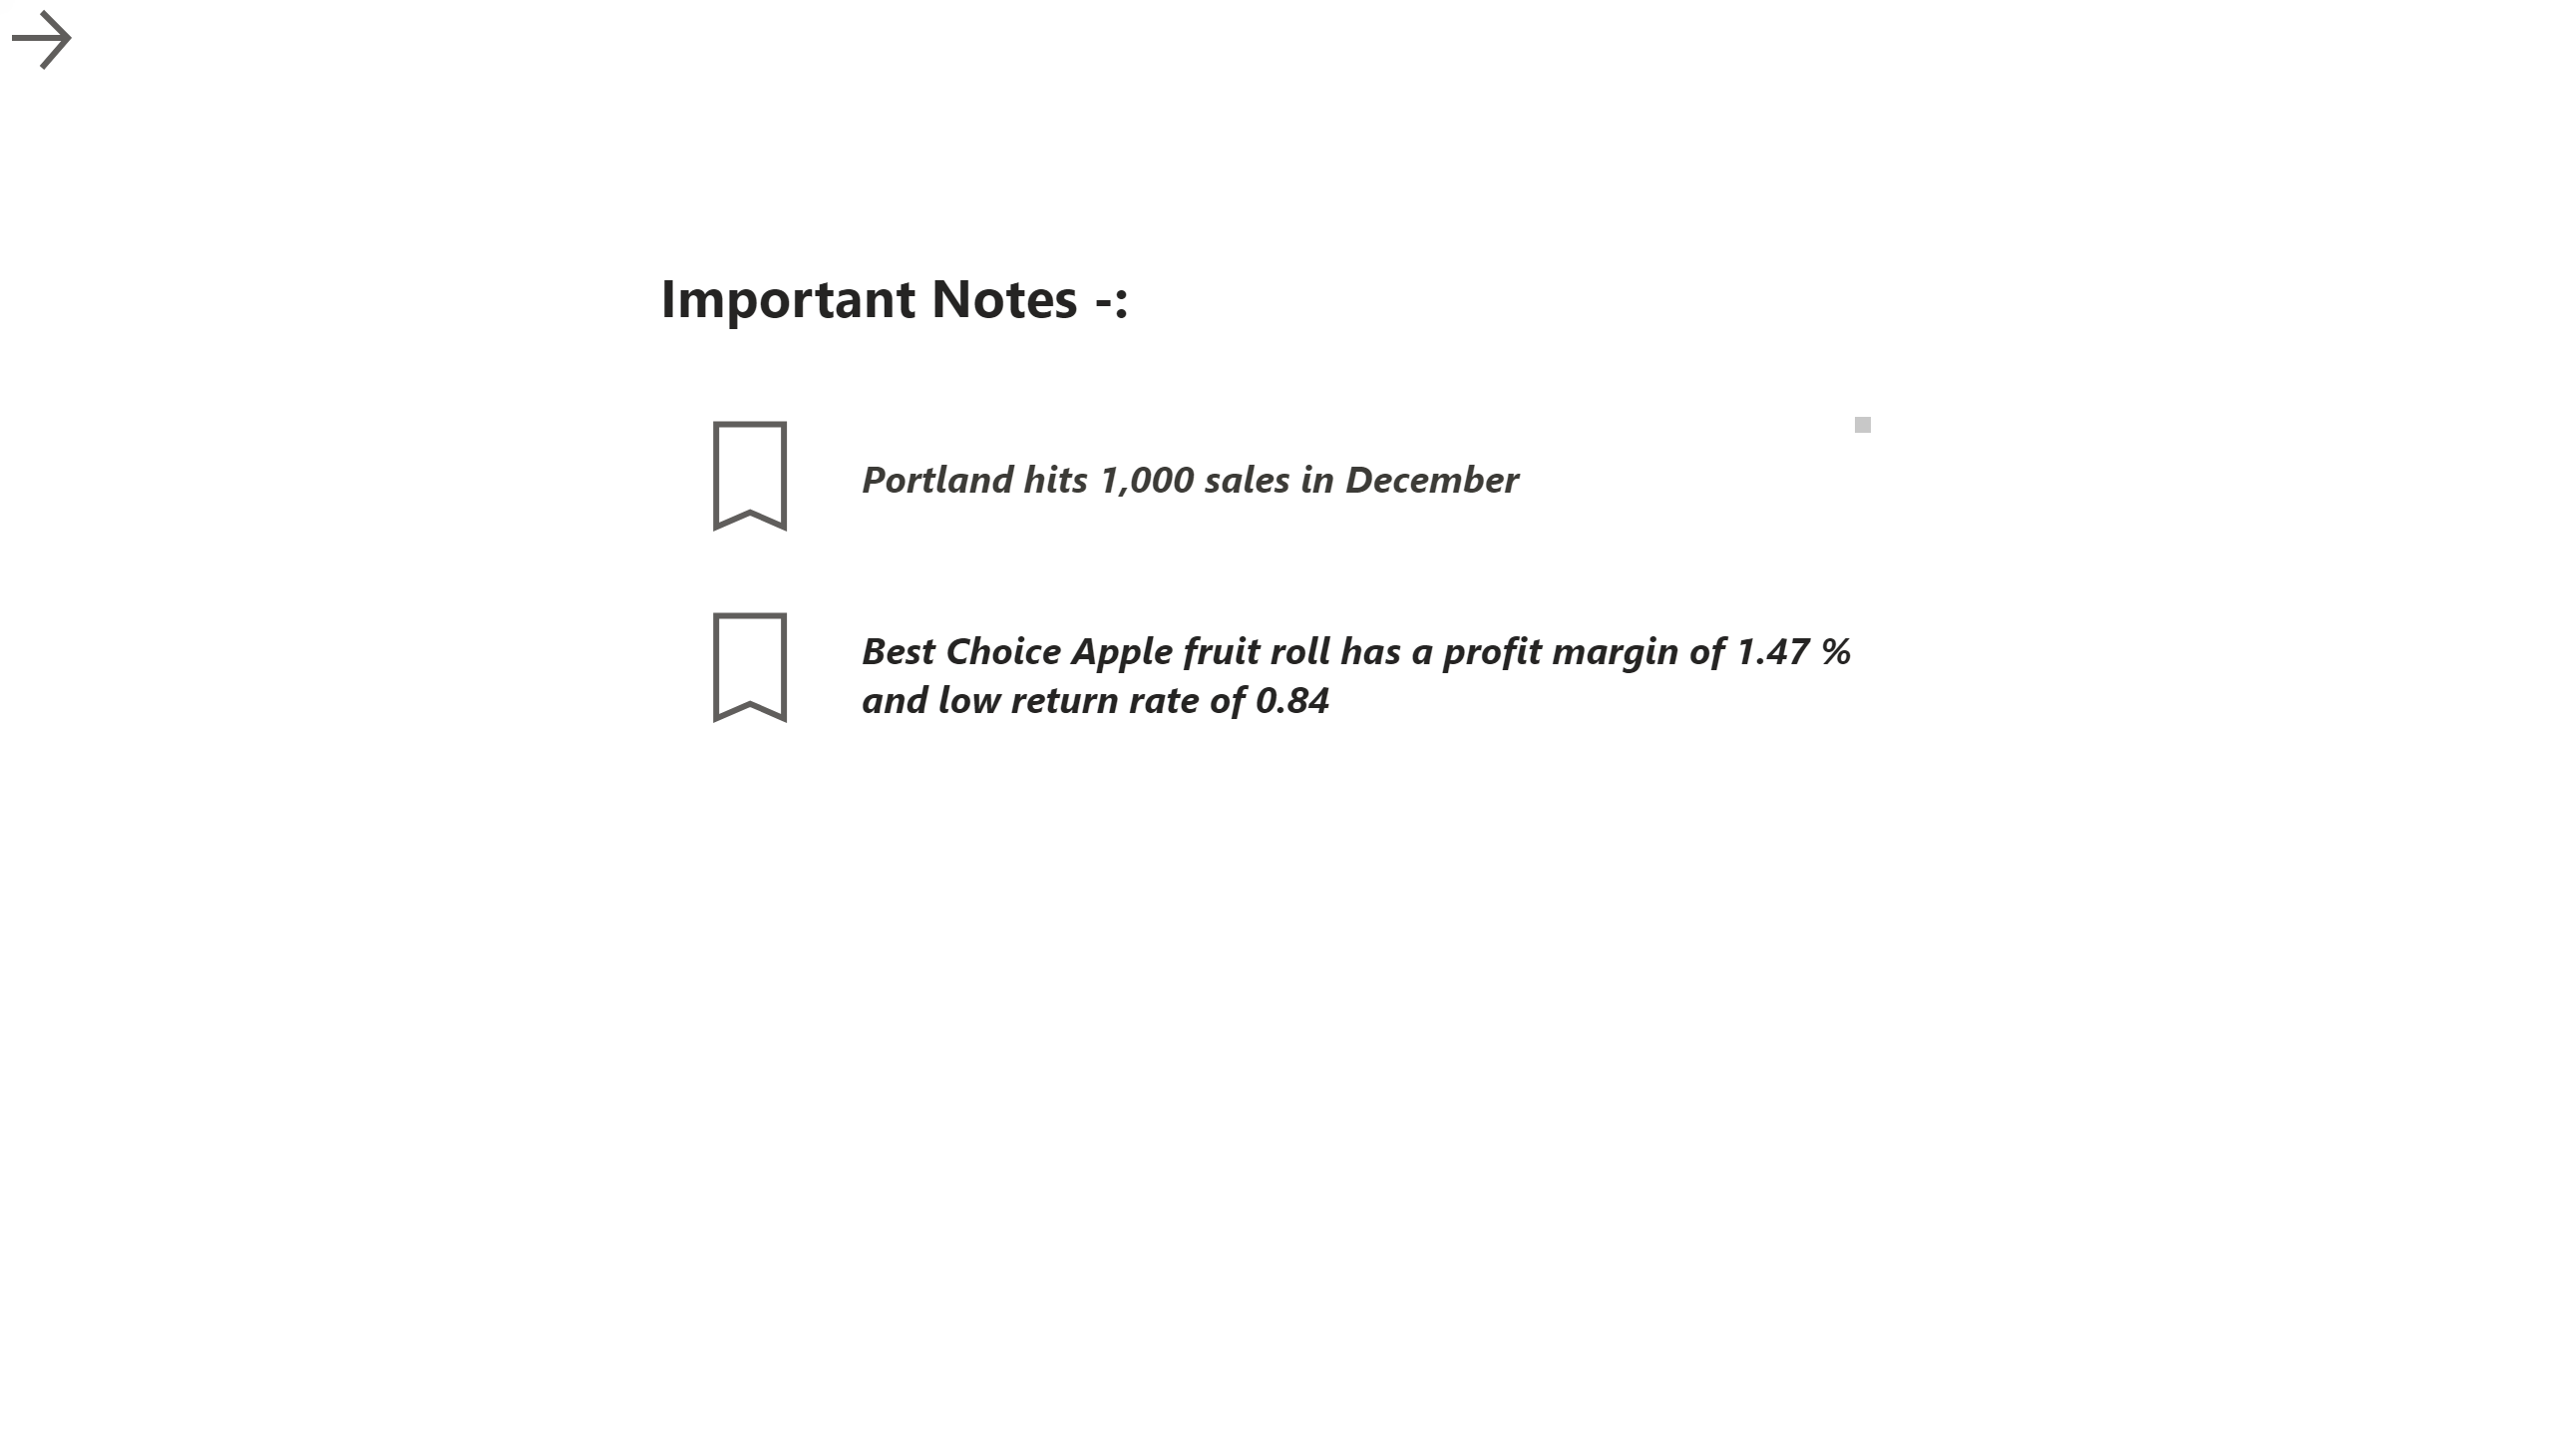 Important Notes -:
Portland hits 1,000 sales in December
Best Choice Apple fruit roll has a profit margin of 1.47 %
and low return rate of 0.84